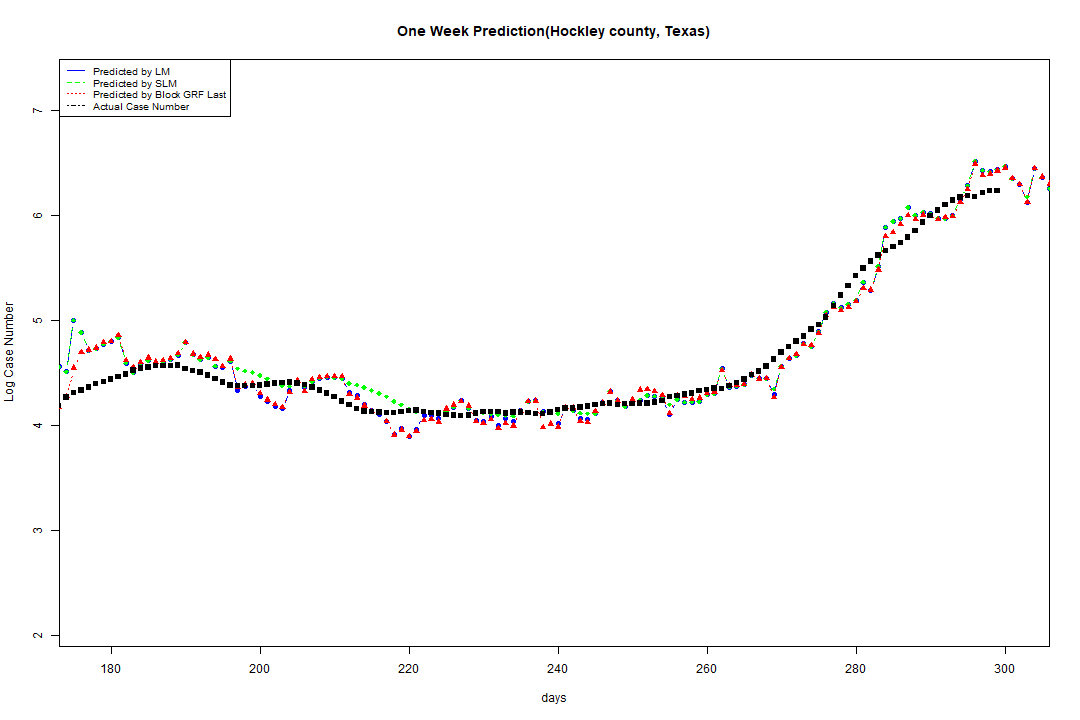 One Week Prediction(Hockley county, Texas)
Predicted by LM
Predicted by SLM
Predicted by Block GRF Last
Actual Case Number
7
6
5
4
3
2
Log Case Number
180 200 220 240 260 280 300
days